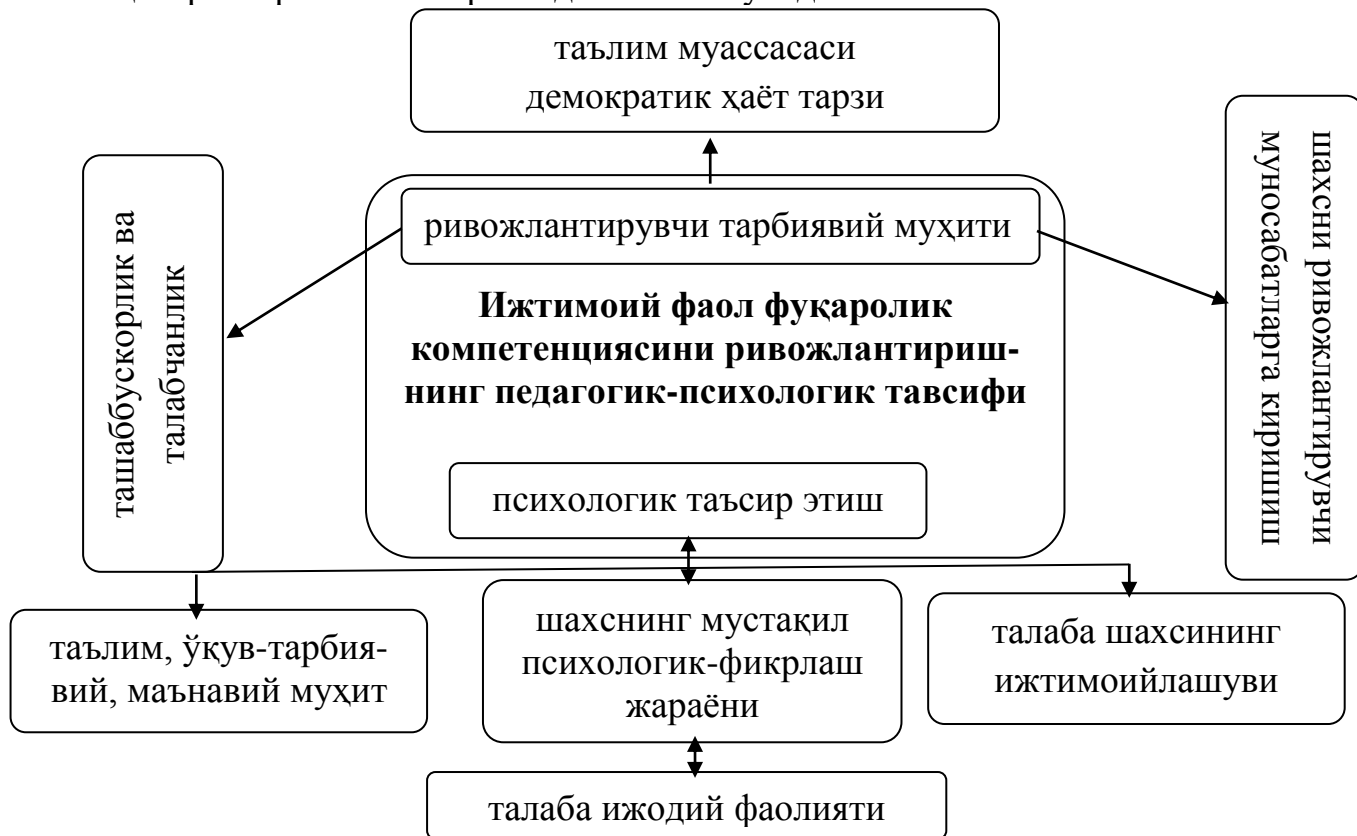 таълим муассасаси
демократик ҳаёт тарзи
ривожлантирувчи тарбиявий муҳити
ташаббускорлик ва
талабчанлик
Ижтимоий фаол фуқаролик
компетенциясини ривожлантириш-
нинг педагогик-психологик тавсифи
шахсни ривожлантирувчи
муносабатларга киришиш
психологик таъсир этиш
таълим, ўқув-тарбия-
вий, маънавий муҳит
шахснинг мустақил
психологик-фикрлаш
жараёни
талаба шахсининг
ижтимоийлашуви
талаба ижодий фаолияти